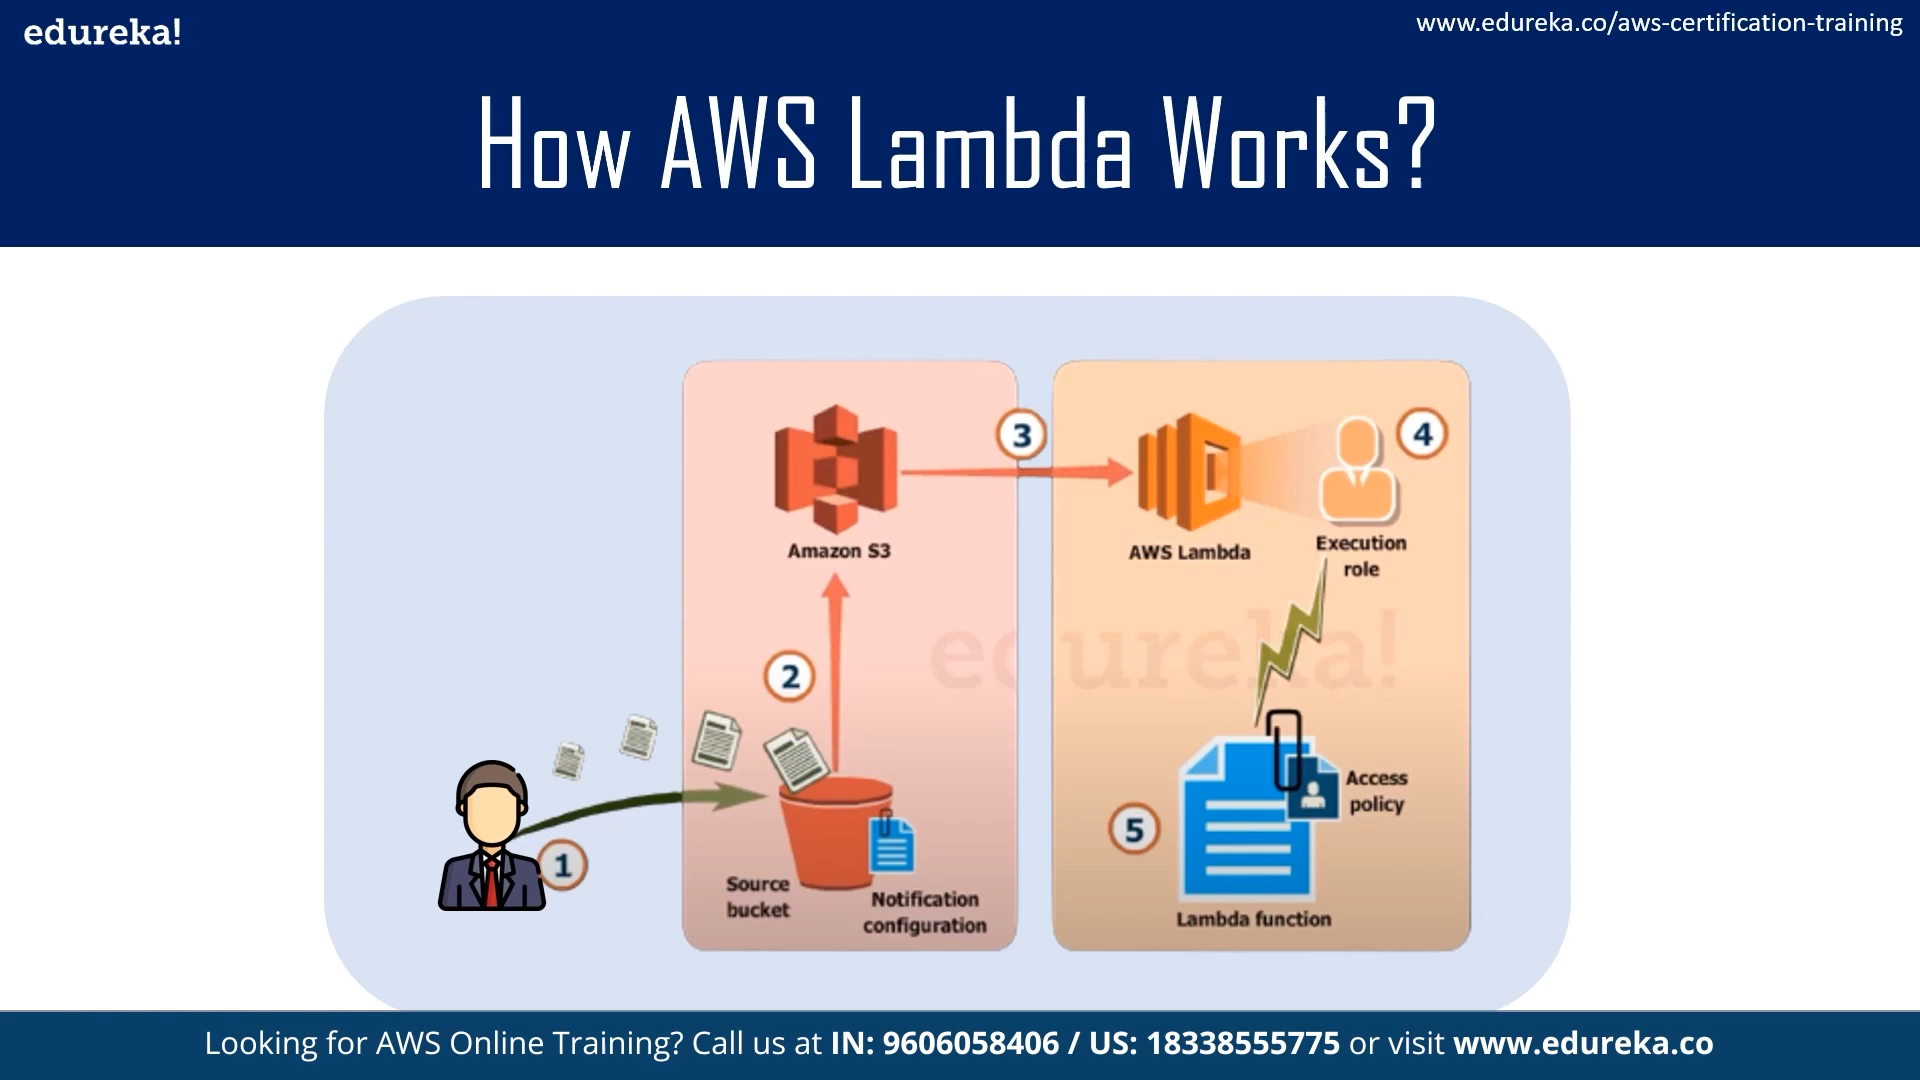 edureka!
www.edureka.co/aws-certification-training
How AWS Lambda Works?
3
4
Amazon S3
AWS Lambda
Execution
role
edureka!
2
1
5
Access
policy
Source
bucket
Notification
configuration
Lambda function
Looking for AWS Online Training? Call us at IN: 9606058406 / US: 18338555775 or visit www.edureka.co